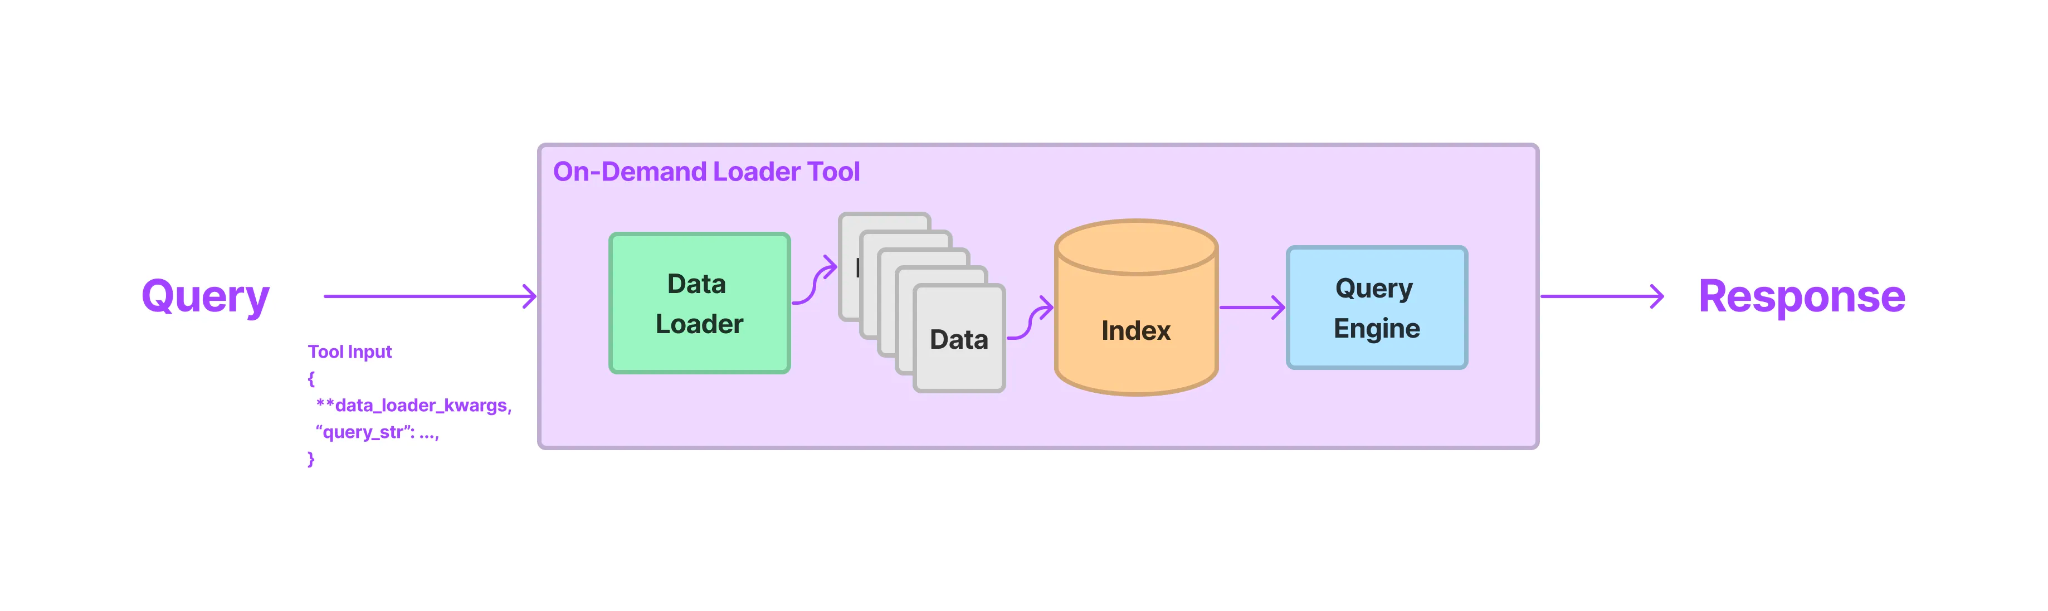 On-Demand Loader Tool
Query
Tool Input
{
**data_loader_kwargs,
“query_str”: ...,
}
Data
Loader
Data
Index
Query
Engine
Response